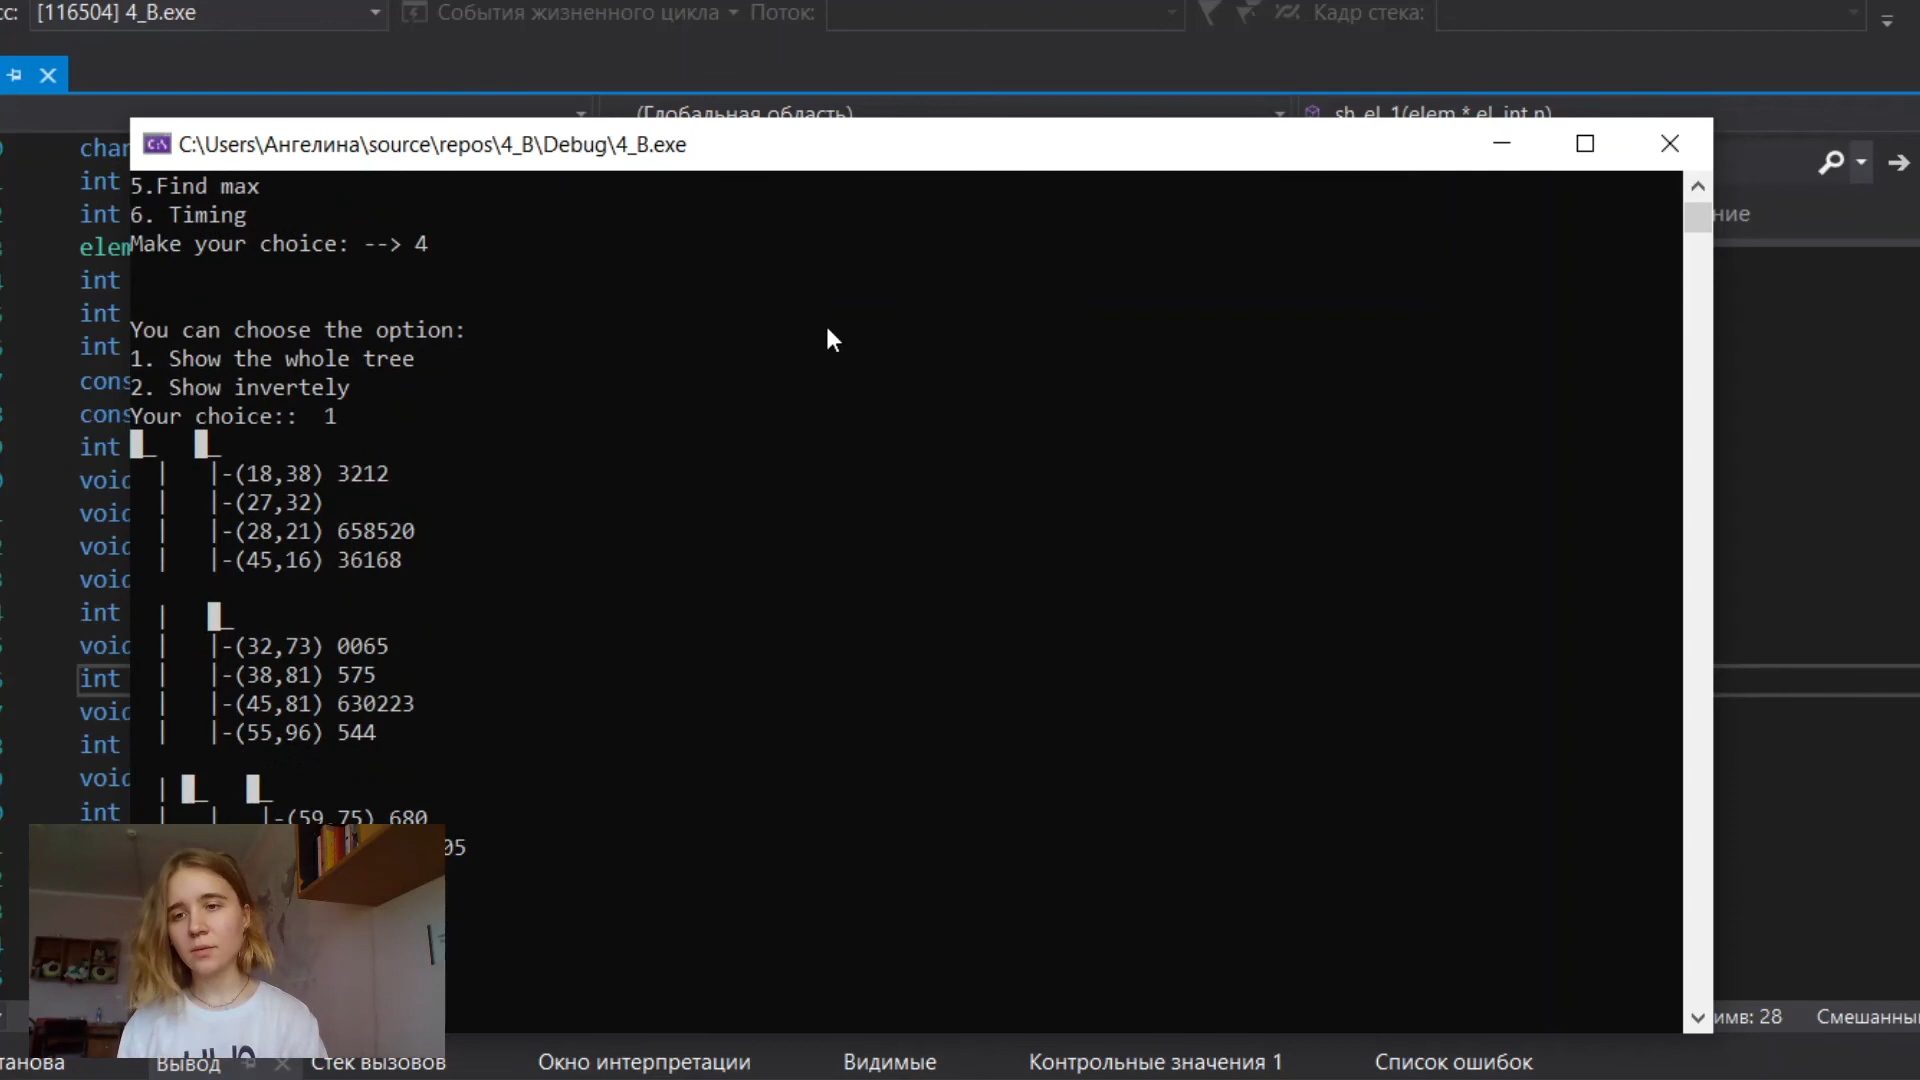 [116504] 4_B.exe
События жизненного цикла
Поток:
Кадр стека:
(Глобальная область)
sh_el_1(elem * el, int n)
C:\Users\Ангелина\source\repos\4_B\Debug\4_B.exe
char
int
int
elem
int
int
int
cons
cons
int
void
void
void
void
int
void
int
void
int
void
int
5.Find max
6. Timing
Make your choice: --> 4
You can choose the option:
1. Show the whole tree
2. Show invertely
Your choice::  1
|-(18,38) 3212
|-(27,32)
|-(28,21) 658520
|-(45,16) 36168
|-(32,73) 0065
|-(38,81) 575
|-(45,81) 630223
|-(55,96) 544
|-(59,75) 680
05
ние
имв: 28
Смешанны
танова
Вывод
Стек вызовов
Окно интерпретации
Видимые
Контрольные значения 1
Список ошибок